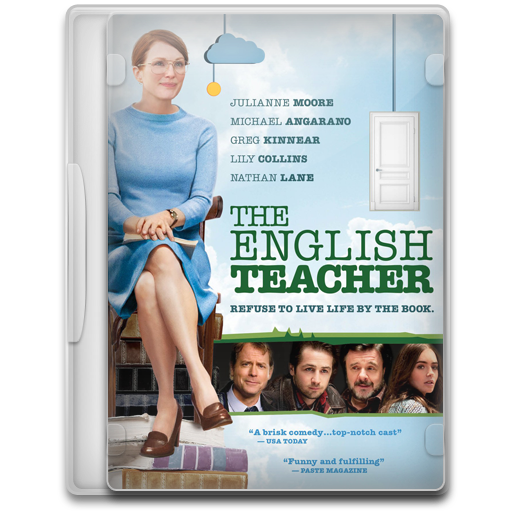 JULIANNE MOORE
MICHAEL ANGARANO
GREG KINNEAR
LILY COLLINS
NATHAN LANE
THE
ENGLISH
TEACHER
REFUSE TO LIVE LIFE BY THE BOOK.
"A brisk comedy...top-notch cast"
— USA TODAY
"Funny and fulfilling"
— PASTE MAGAZINE